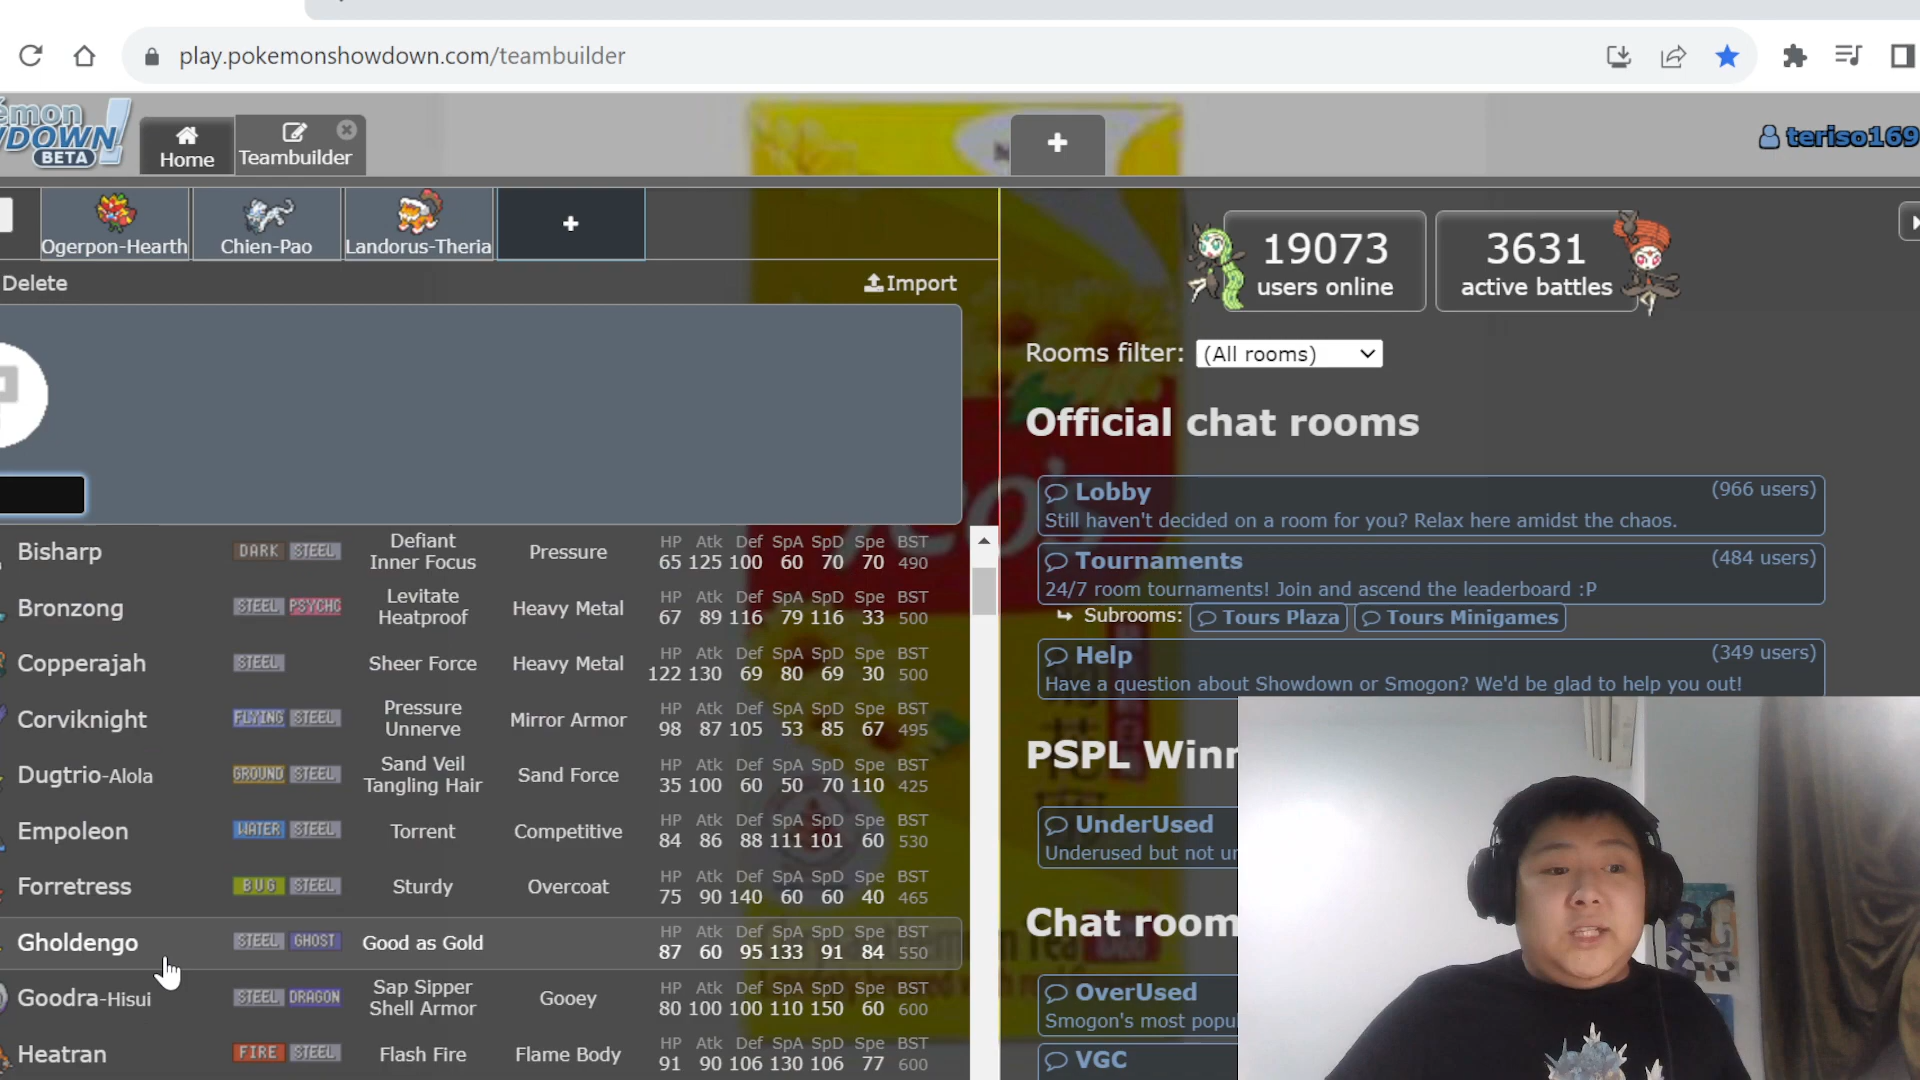 play.pokemonshowdown.com/teambuilder
émon
OWDOWN!
BETA
Home
Teambuilder
+
teriso169
Ogerpon-Hearth
Chien-Pao
Landorus-Theria
+
Delete
Import
19073
users online
3631
active battles
Rooms filter: (All rooms)
Official chat rooms
Lobby (966 users)
Still haven't decided on a room for you? Relax here amidst the chaos.
Tournaments (484 users)
24/7 room tournaments! Join and ascend the leaderboard :P
Subrooms: Tours Plaza Tours Minigames
Help (349 users)
Have a question about Showdown or Smogon? We'd be glad to help you out!
PSPL Winn
UnderUsed
Underused but not un
Chat room
OverUsed
Smogon's most popu
VGC
Bisharp DARK STEEL Defiant Inner Focus Pressure HP 65 Atk 125 Def 100 SpA 60 SpD 70 Spe 70 BST 490
Bronzong STEEL PSYCHC Levitate Heatproof Heavy Metal HP 67 Atk 89 Def 116 SpA 79 SpD 116 Spe 33 BST 500
Copperajah STEEL Sheer Force Heavy Metal HP 122 Atk 130 Def 69 SpA 80 SpD 69 Spe 30 BST 500
Corviknight FLYING STEEL Pressure Unnerve Mirror Armor HP 98 Atk 87 Def 105 SpA 53 SpD 85 Spe 67 BST 495
Dugtrio-Alola GROUND STEEL Sand Veil Tangling Hair Sand Force HP 35 Atk 100 Def 60 SpA 50 SpD 70 Spe 110 BST 425
Empoleon WATER STEEL Torrent Competitive HP 84 Atk 86 Def 88 SpA 111 SpD 101 Spe 60 BST 530
Forretress BUG STEEL Sturdy Overcoat HP 75 Atk 90 Def 140 SpA 60 SpD 60 Spe 40 BST 465
Gholdengo STEEL GHOST Good as Gold HP 87 Atk 60 Def 95 SpA 133 SpD 91 Spe 84 BST 550
Goodra-Hisui STEEL DRAGON Sap Sipper Shell Armor Gooey HP 80 Atk 100 Def 100 SpA 110 SpD 150 Spe 60 BST 600
Heatran FIRE STEEL Flash Fire Flame Body HP 91 Atk 90 Def 106 SpA 130 SpD 106 Spe 77 BST 600